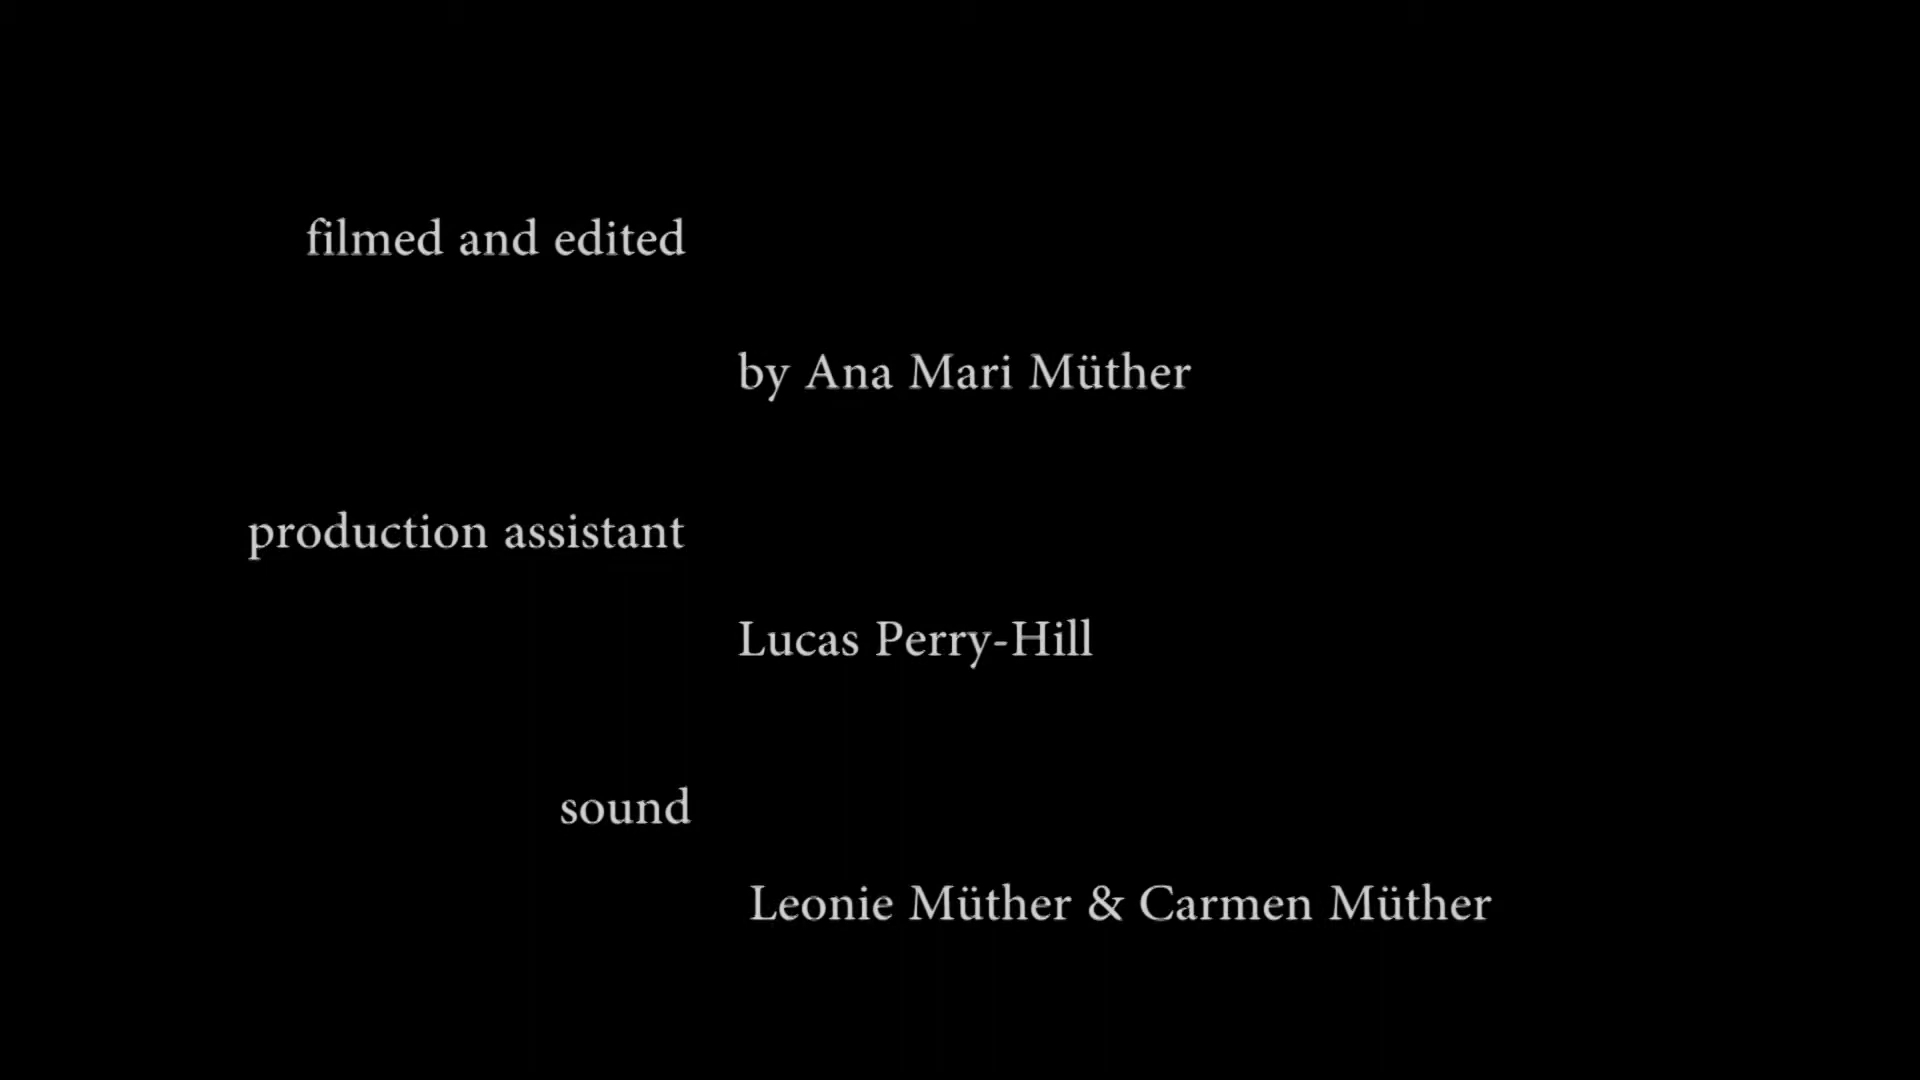 filmed and edited
by Ana Mari Müther
production assistant
Lucas Perry-Hill
sound
Leonie Müther & Carmen Müther